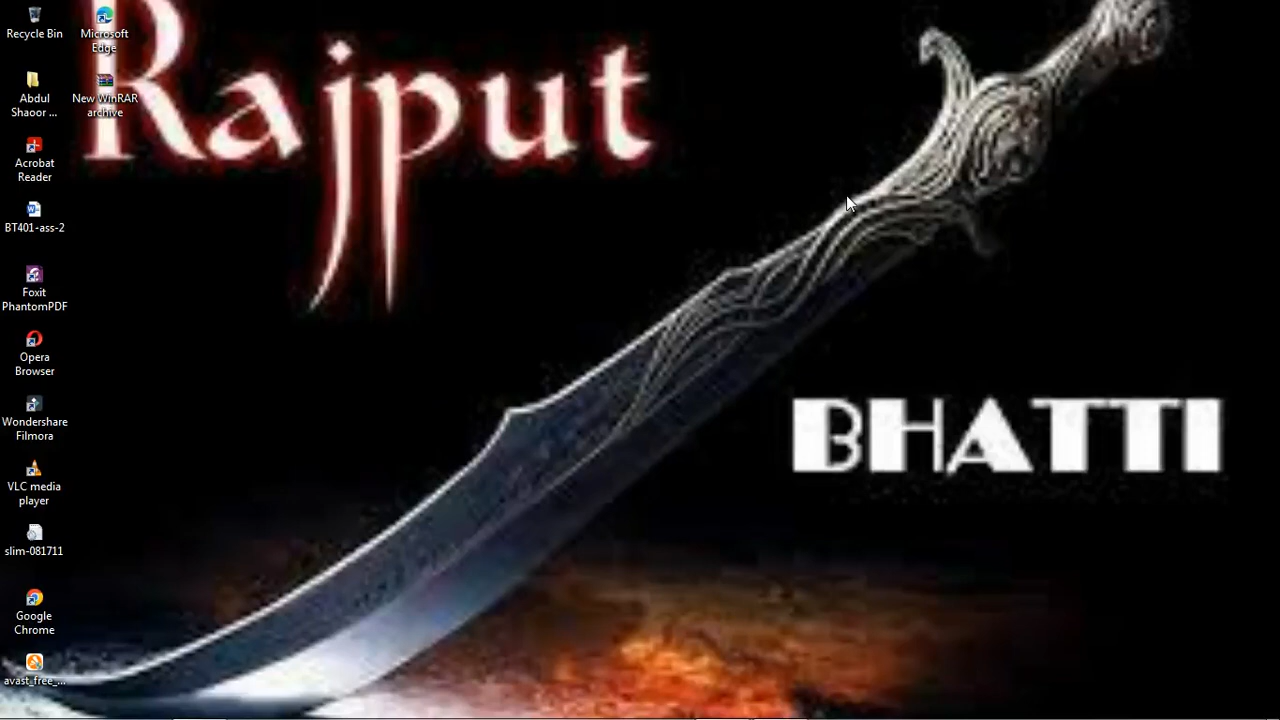 Recycle Bin
Microsoft
Edge
Abdul
Shaoor ...
New WinRAR
archive
Acrobat
Reader
BT401-ass-2
Foxit
PhantomPDF
Opera
Browser
Wondershare
Filmora
VLC media
player
slim-081711
Google
Chrome
avast_free_...
Rajput
BHATTI